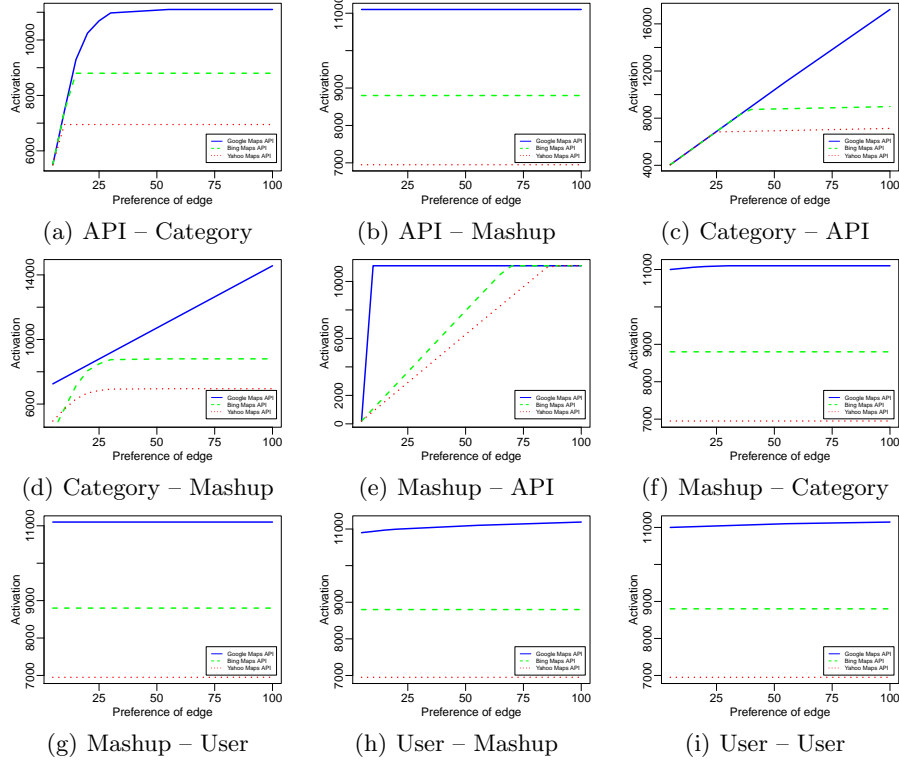 Activation
6000
8000
11000
25
50
75
100
Preference of edge
Google Maps API
Bing Maps API
Yahoo Maps API
(a) API – Category
Activation
7000
8000
9000
11000
25
50
75
100
Preference of edge
Google Maps API
Bing Maps API
Yahoo Maps API
(b) API – Mashup
Activation
4000
8000
12000
16000
25
50
75
100
Preference of edge
Google Maps API
Bing Maps API
Yahoo Maps API
(c) Category – API
Activation
6000
10000
14000
25
50
75
100
Preference of edge
Google Maps API
Bing Maps API
Yahoo Maps API
(d) Category – Mashup
Activation
0
2000
6000
10000
25
50
75
100
Preference of edge
Google Maps API
Bing Maps API
Yahoo Maps API
(e) Mashup – API
Activation
7000
8000
9000
11000
25
50
75
100
Preference of edge
Google Maps API
Bing Maps API
Yahoo Maps API
(f) Mashup – Category
Activation
7000
8000
9000
11000
25
50
75
100
Preference of edge
Google Maps API
Bing Maps API
Yahoo Maps API
(g) Mashup – User
Activation
7000
8000
9000
11000
25
50
75
100
Preference of edge
Google Maps API
Bing Maps API
Yahoo Maps API
(h) User – Mashup
Activation
7000
8000
9000
11000
25
50
75
100
Preference of edge
Google Maps API
Bing Maps API
Yahoo Maps API
(i) User – User